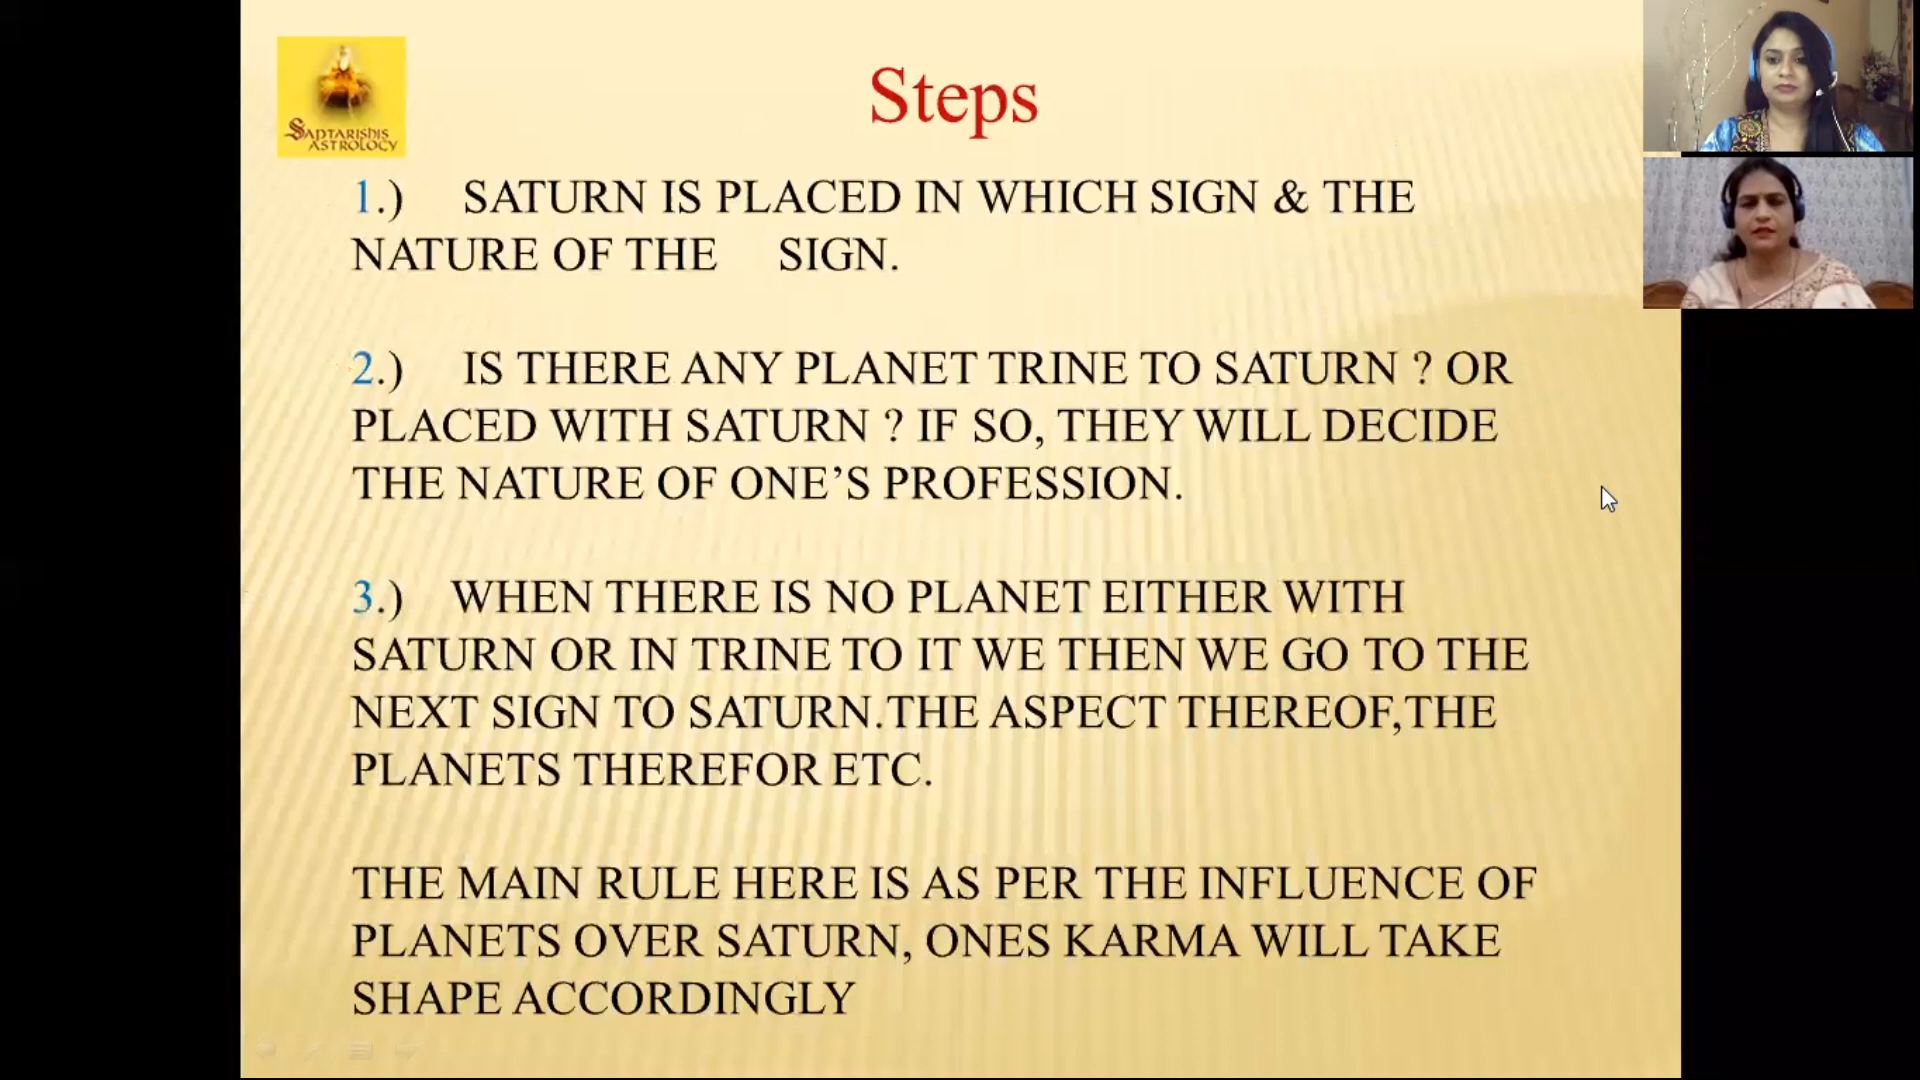 SAPTARISHIS
ASTROLOGY
Steps
1.) SATURN IS PLACED IN WHICH SIGN & THE
NATURE OF THE SIGN.
2.) IS THERE ANY PLANET TRINE TO SATURN ? OR
PLACED WITH SATURN ? IF SO, THEY WILL DECIDE
THE NATURE OF ONE’S PROFESSION.
3.) WHEN THERE IS NO PLANET EITHER WITH
SATURN OR IN TRINE TO IT WE THEN WE GO TO THE
NEXT SIGN TO SATURN.THE ASPECT THEREOF,THE
PLANETS THEREFOR ETC.
THE MAIN RULE HERE IS AS PER THE INFLUENCE OF
PLANETS OVER SATURN, ONES KARMA WILL TAKE
SHAPE ACCORDINGLY